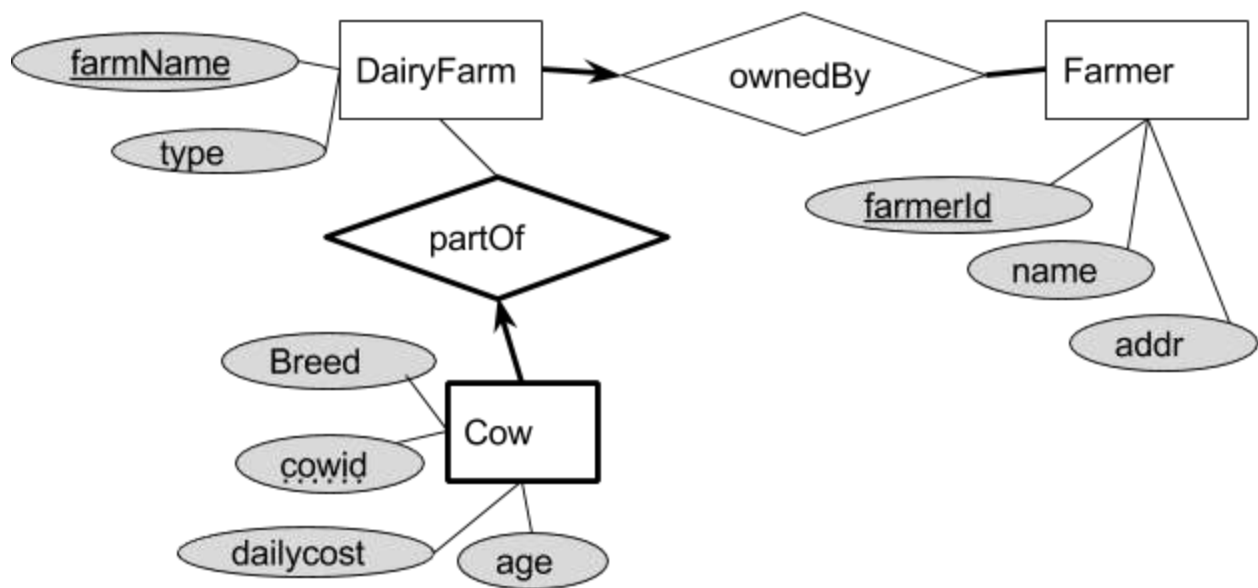 farmName
DairyFarm
ownedBy
Farmer
type
farmerId
partOf
name
addr
Breed
Cow
cowid
dailycost
age